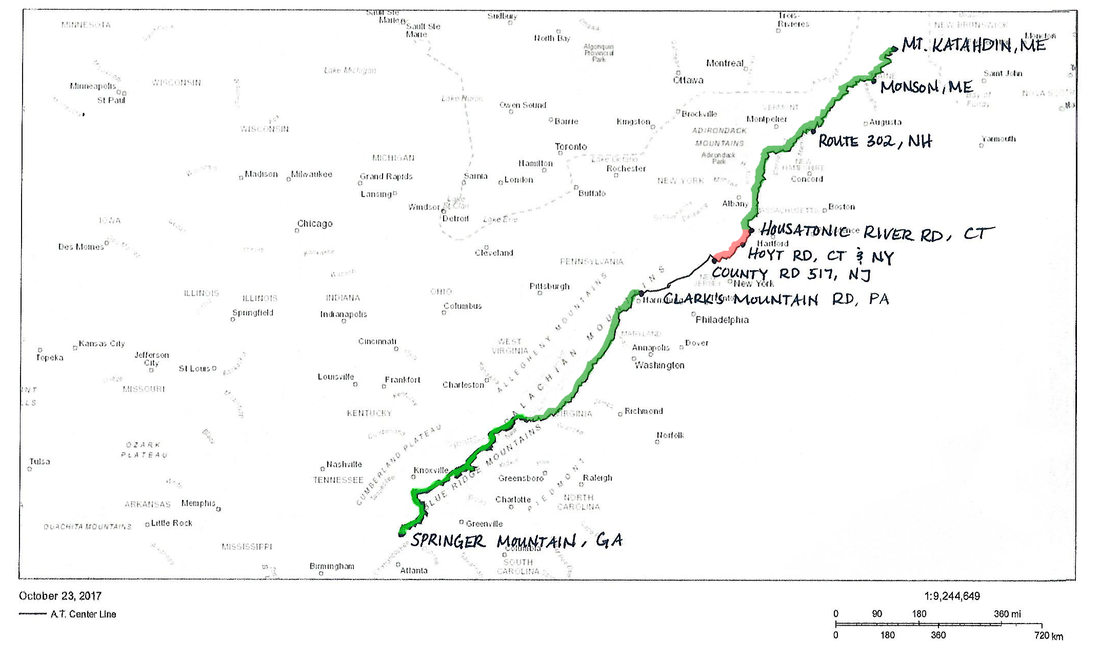 MINNESOTA
Sault Ste
Marie
Sault Ste
Marie
Sudbury
North Bay
Algonquin
Provincial
Park
Trois-
Rivieres
NEW BRUNSWICK
Moncton
MT. KATAHDIN, ME
Saint John
Minneapolis
St Paul
WISCONSIN
Lake Michigan
Ottawa
Montreal
MONSON, ME
Lake Huron
Owen Sound
Barrie
Kingston
Brockville
VERMONT
Montpelier
Augusta
WISCONSIN
ADIRONDACK
MOUNTAINS
Adirondack
Park
ROUTE 302, NH
Yarmouth
Toronto
Hamilton
Lake Ontario
Rochester
MICHIGAN
Madison
Milwaukee
Grand Rapids
Lansing
Sarnia
London
Buffalo
NEW YORK
Concord
Windsor
Detroit
Lake Erie
Albany
Boston
IOWA
Chicago
HOUSATONIC RIVER RD, CT
Des Moines
Hartford
Cleveland
HOYT RD, CT & NY
PENNSYLVANIA
COUNTY RD 517, NJ
New York
ILLINOIS
ILLINOIS
INDIANA
OHIO
Pittsburgh
CLARK'S MOUNTAIN RD, PA
Springfield
Indianapolis
Columbus
ALLEGHENY MOUNTAINS
Philadelphia
MARYLAND
Topeka
Kansas City
Jefferson
City
St Louis
Cincinnati
WEST
VIRGINIA
Annapolis
Dover
Washington
MISSOURI
Louisville
Frankfort
Charleston
KENTUCKY
VIRGINIA
Richmond
OZARK
PLATEAU
CUMBERLAND PLATEAU
Norfolk
Tulsa
Nashville
TENNESSEE
Knoxville
BLUE RIDGE MOUNTAINS
Greensboro
Raleigh
PIEDMONT
ARKANSAS
Memphis
Charlotte
NORTH
CAROLINA
OUACHITA MOUNTAINS
Little Rock
Greenville
SPRINGER MOUNTAIN, GA
MISSISSIPPI
Columbia
Birmingham
Atlanta
SOUTH
CAROLINA
October 23, 2017
1:9,244,649
A.T. Center Line
0 90 180 360 mi
0 180 360 720 km